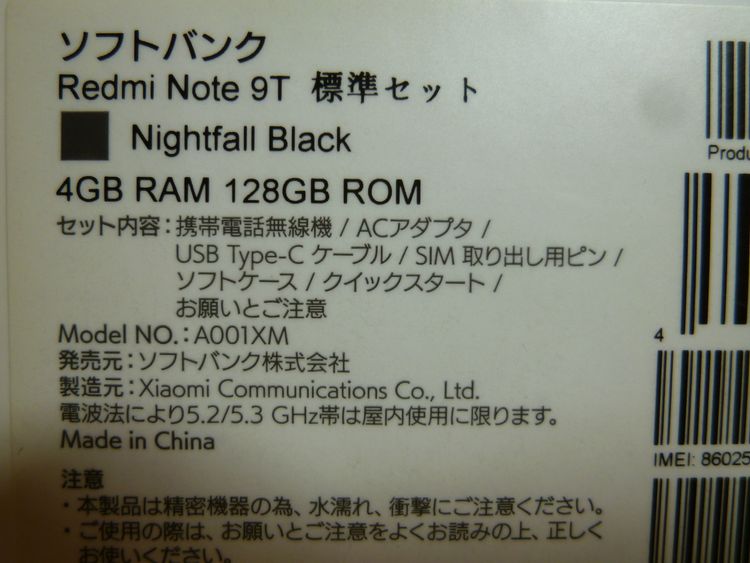 ソフトバンク
Redmi Note 9T 標準セット
Nightfall Black
4GB RAM 128GB ROM
セット内容：携帯電話無線機 / ACアダプタ /
USB Type-C ケーブル / SIM 取り出し用ピン /
ソフトケース / クイックスタート /
お願いとご注意
Model NO.：A001XM
発売元：ソフトバンク株式会社
製造元：Xiaomi Communications Co., Ltd.
電波法により5.2/5.3 GHz帯は屋内使用に限ります。
Made in China
注意
・本製品は精密機器の為、水濡れ、衝撃にご注意ください。
・ご使用の際は、お願いとご注意をよくお読みの上、正しく
お使いください。
Produ
4
IMEI: 86025